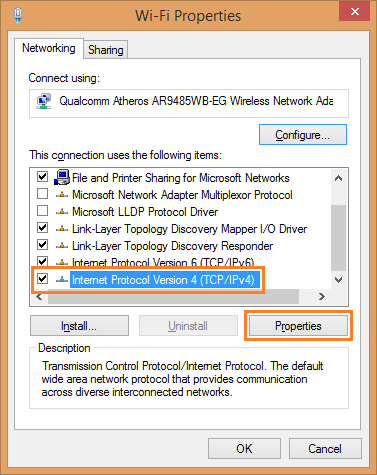 Wi-Fi Properties
Networking
Sharing
Connect using:
Qualcomm Atheros AR9485WB-EG Wireless Network Ada
Configure...
This connection uses the following items:
File and Printer Sharing for Microsoft Networks
Microsoft Network Adapter Multiplexor Protocol
Microsoft LLDP Protocol Driver
Link-Layer Topology Discovery Mapper I/O Driver
Link-Layer Topology Discovery Responder
Internet Protocol Version 6 (TCP/IPv6)
Internet Protocol Version 4 (TCP/IPv4)
Install...
Uninstall
Properties
Description
Transmission Control Protocol/Internet Protocol. The default
wide area network protocol that provides communication
across diverse interconnected networks.
OK
Cancel